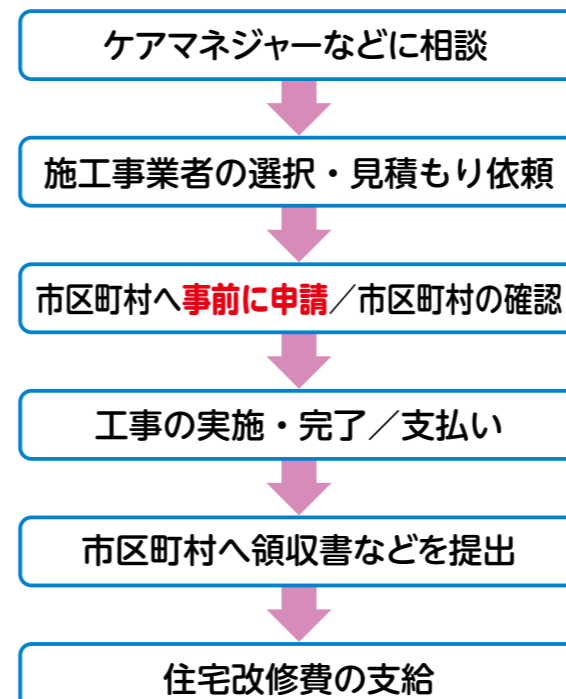 ケアマネジャーなどに相談
施工事業者の選択・見積もり依頼
市区町村へ事前に申請／市区町村の確認
工事の実施・完了／支払い
市区町村へ領収書などを提出
住宅改修費の支給